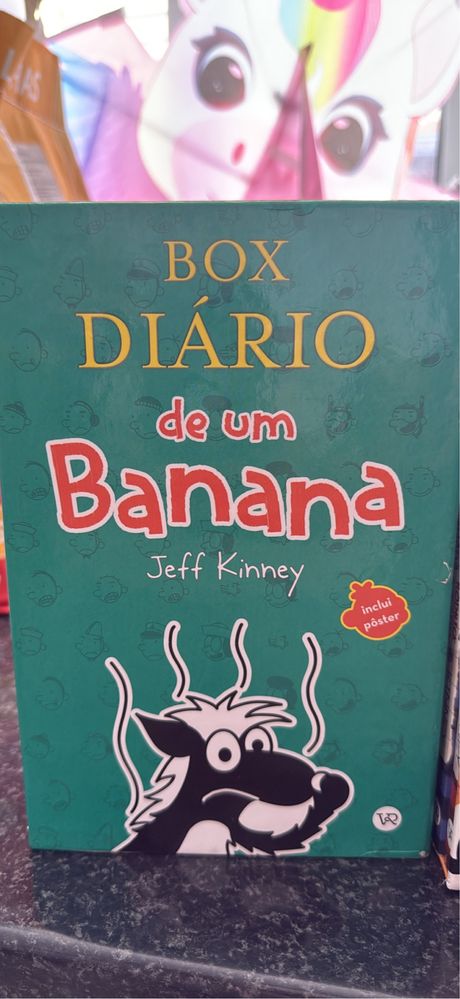 BOX
DIÁRIO
de um
Banana
Jeff Kinney
inclui
pôster
V&R